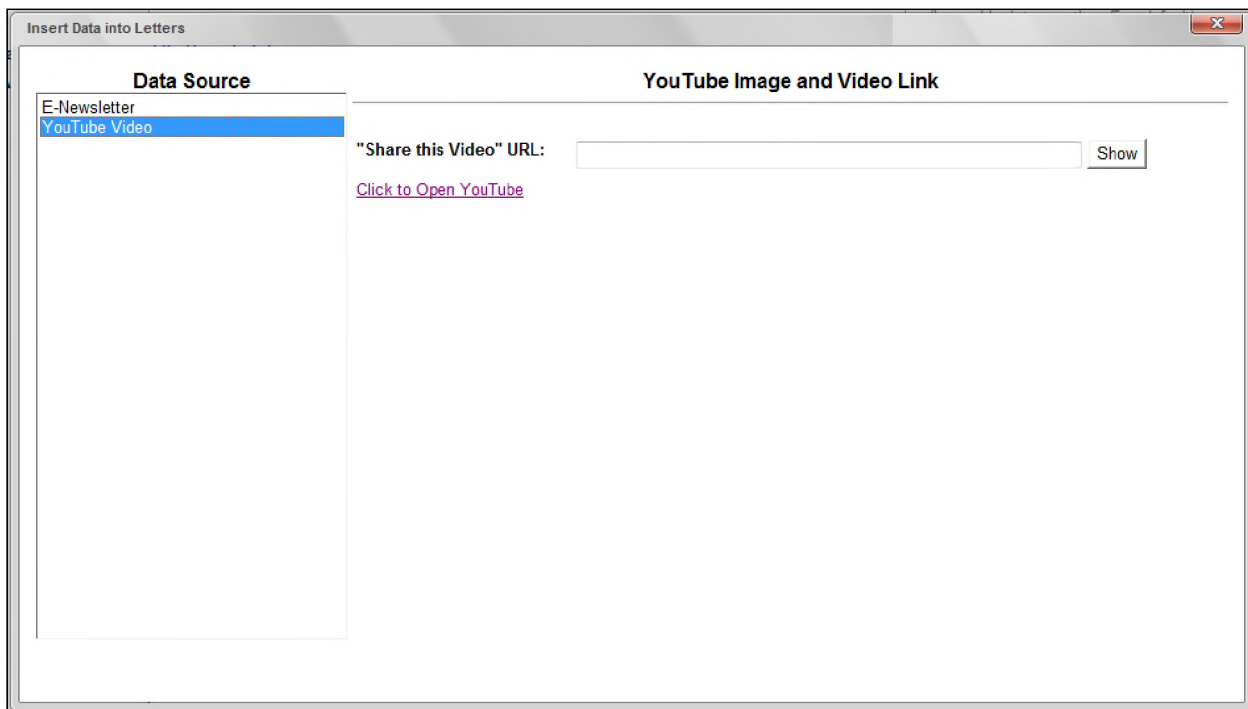 Insert Data into Letters
Data Source
E-Newsletter
YouTube Video
YouTube Image and Video Link
"Share this Video" URL:
Show
Click to Open YouTube